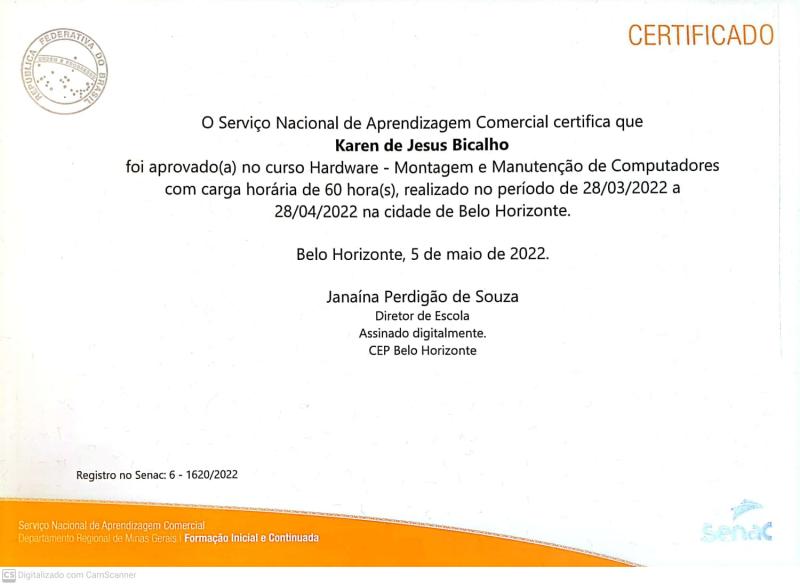 CERTIFICADO
REPÚBLICA FEDERATIVA DO BRASIL
ORDEM E PROGRESSO
O Serviço Nacional de Aprendizagem Comercial certifica que
Karen de Jesus Bicalho
foi aprovado(a) no curso Hardware - Montagem e Manutenção de Computadores
com carga horária de 60 hora(s), realizado no período de 28/03/2022 a
28/04/2022 na cidade de Belo Horizonte.
Belo Horizonte, 5 de maio de 2022.
Janaína Perdigão de Souza
Diretor de Escola
Assinado digitalmente.
CEP Belo Horizonte
Registro no Senac: 6 - 1620/2022
Serviço Nacional de Aprendizagem Comercial
Departamento Regional de Minas Gerais | Formação Inicial e Continuada
senac
CS Digitalizado com CamScanner